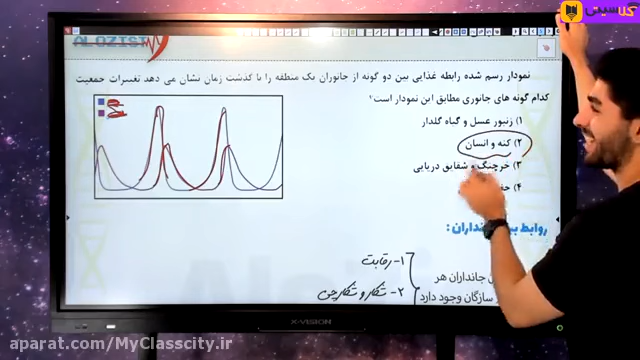 کلاسیتی
ALOZIST
نمودار رسم شده رابطه غذایی بین دو گونه از جانوران یک منطقه را با گذشت زمان نشان می دهد. تغییرات جمعیت
کدام گونه های جانوری مطابق این نمودار است؟
۱) زنبور عسل و گیاه گلدار
۲) کنه و انسان
۳) خرچنگ و شقایق دریایی
۴)
روابط بین جانداران :
۱- رقابت
جانداران هر
۲- شکار و شکارچی
سازگان وجود دارد
X-VISION
aparat.com/MyClasscity.ir